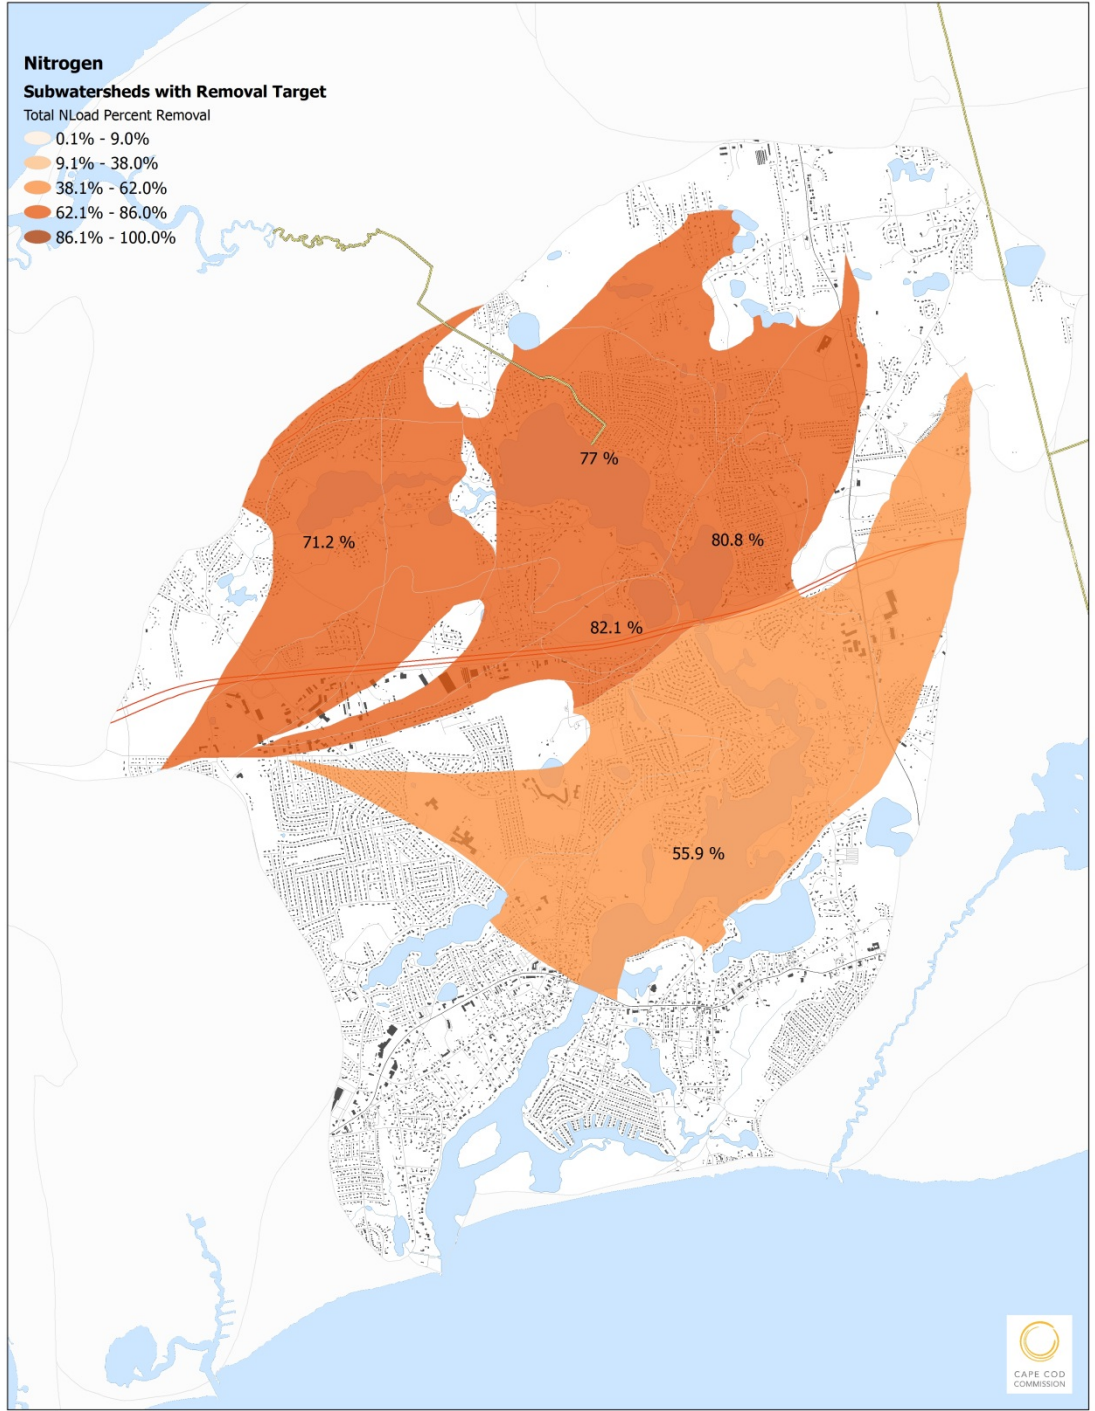 Nitrogen
Subwatersheds with Removal Target
Total NLoad Percent Removal
0.1% - 9.0%
9.1% - 38.0%
38.1% - 62.0%
62.1% - 86.0%
86.1% - 100.0%
77 %
71.2 %
80.8 %
82.1 %
55.9 %
CAPE COD
COMMISSION